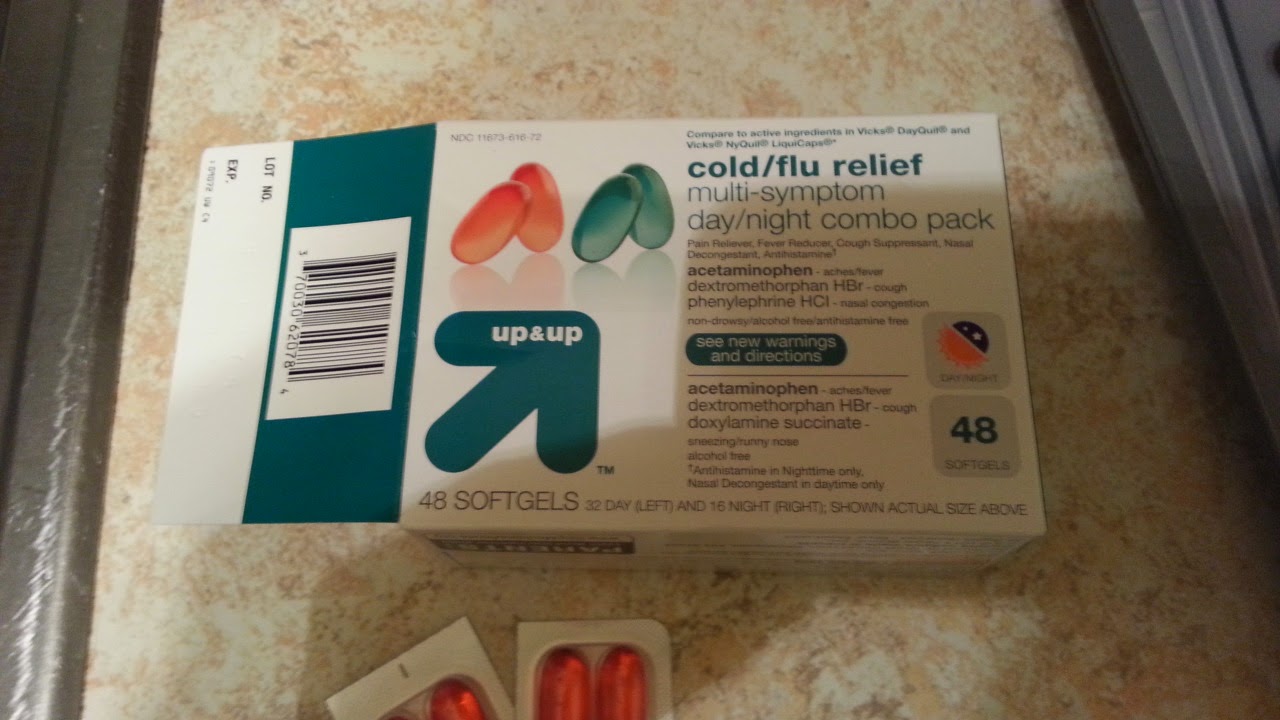 NDC 11673-616-72
Compare to active ingredients in Vicks® DayQuil® and
Vicks® NyQuil® LiquiCaps®*
cold/flu relief
multi-symptom
day/night combo pack
Pain Reliever, Fever Reducer, Cough Suppressant, Nasal
Decongestant, Antihistamine†
acetaminophen - aches/fever
dextromethorphan HBr - cough
phenylephrine HCl - nasal congestion
non-drowsy/alcohol free/antihistamine free
see new warnings
and directions
acetaminophen - aches/fever
dextromethorphan HBr - cough
doxylamine succinate -
sneezing/runny nose
alcohol free
†Antihistamine in Nighttime only,
Nasal Decongestant in daytime only
DAY/NIGHT
48
SOFTGELS
up&up
TM
48 SOFTGELS 32 DAY (LEFT) AND 16 NIGHT (RIGHT); SHOWN ACTUAL SIZE ABOVE
LOT NO.
EXP.
3 70030 62078 4
PARENTS